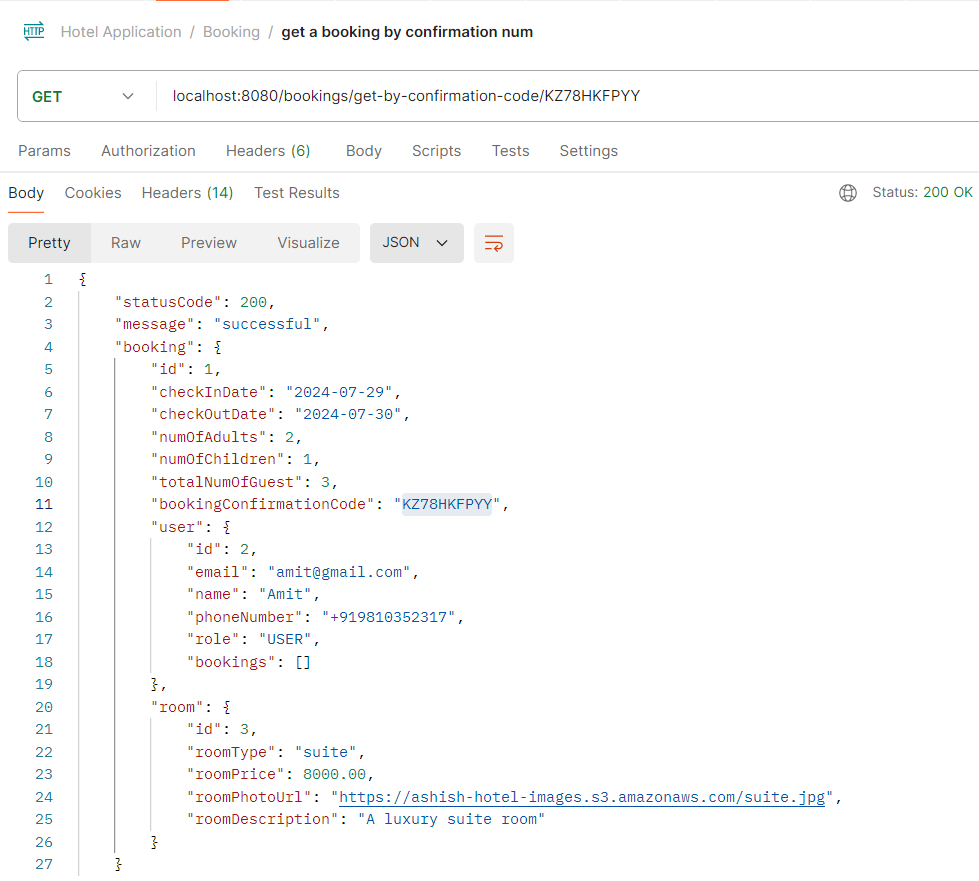 HTTP Hotel Application / Booking / get a booking by confirmation num
GET localhost:8080/bookings/get-by-confirmation-code/KZ78HKFPYY
Params Authorization Headers (6) Body Scripts Tests Settings
Body Cookies Headers (14) Test Results Status: 200 OK
Pretty Raw Preview Visualize JSON
1 {
2 "statusCode": 200,
3 "message": "successful",
4 "booking": {
5 "id": 1,
6 "checkInDate": "2024-07-29",
7 "checkOutDate": "2024-07-30",
8 "numOfAdults": 2,
9 "numOfChildren": 1,
10 "totalNumOfGuest": 3,
11 "bookingConfirmationCode": "KZ78HKFPYY",
12 "user": {
13 "id": 2,
14 "email": "amit@gmail.com",
15 "name": "Amit",
16 "phoneNumber": "+919810352317",
17 "role": "USER",
18 "bookings": []
19 },
20 "room": {
21 "id": 3,
22 "roomType": "suite",
23 "roomPrice": 8000.00,
24 "roomPhotoUrl": "https://ashish-hotel-images.s3.amazonaws.com/suite.jpg",
25 "roomDescription": "A luxury suite room"
26 }
27 }